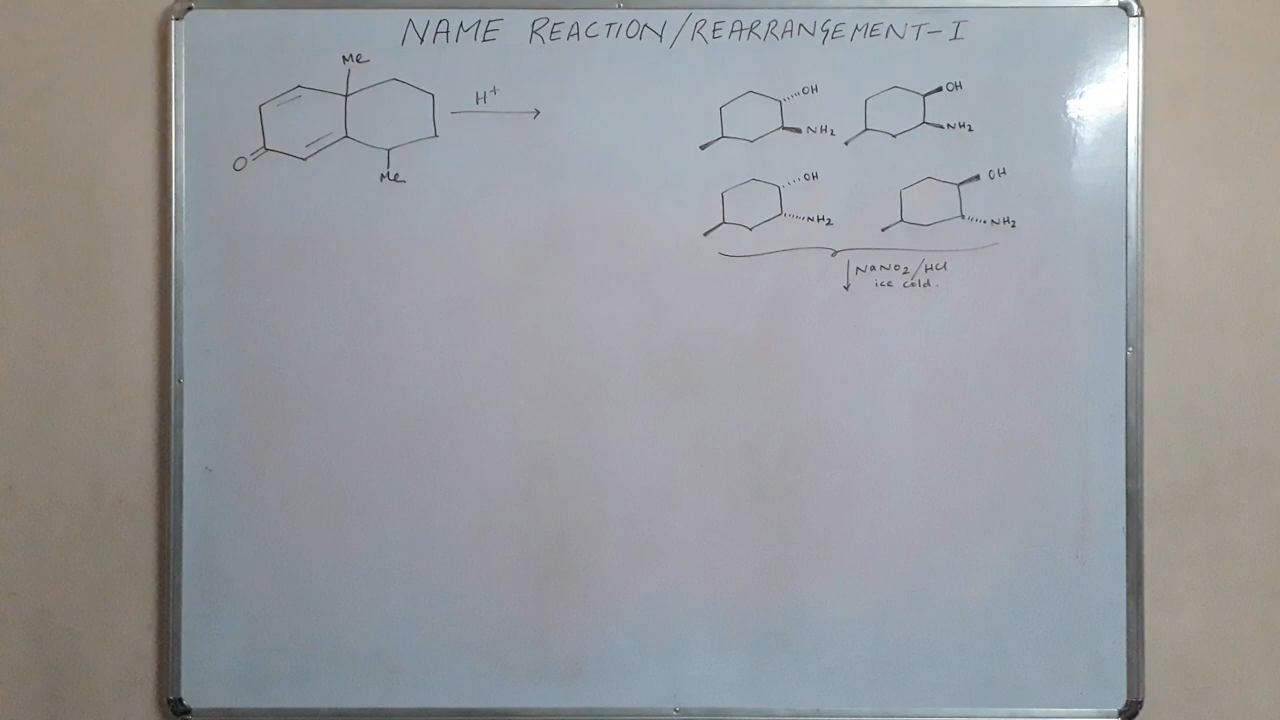 NAME REACTION/REARRANGEMENT-I
Me
H+
O
Me
OH
NH2
OH
NH2
OH
NH2
OH
NH2
NaNO2/HCl
ice cold.